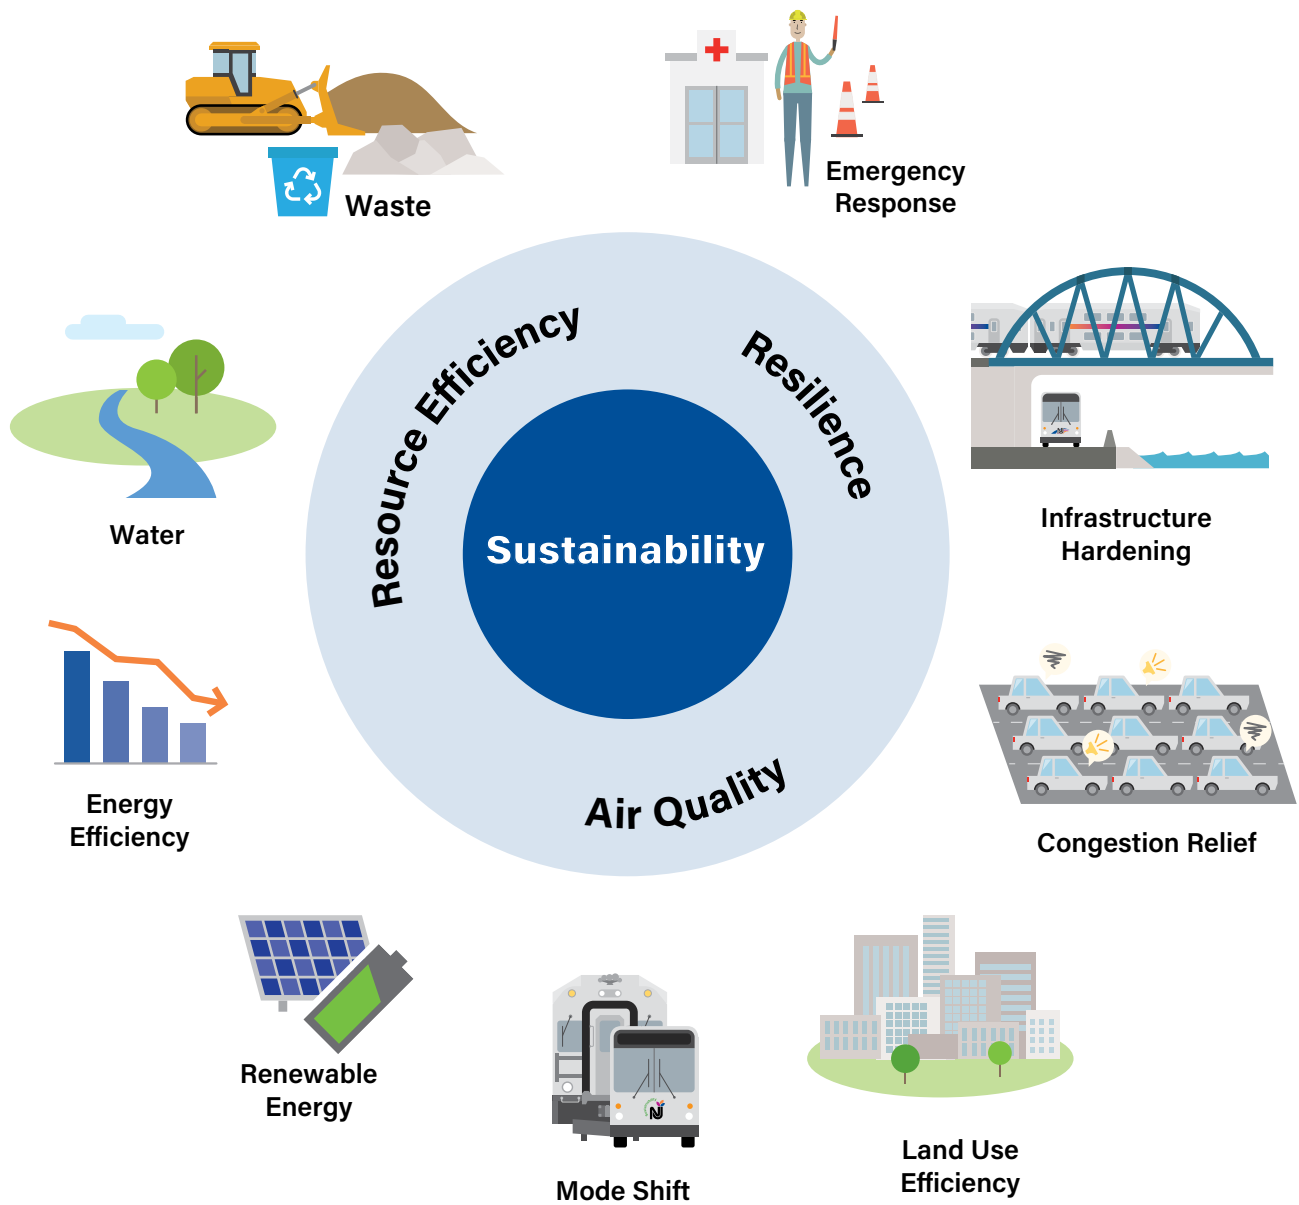 Waste
Emergency
Response
Resource Efficiency
Resilience
Water
Sustainability
Infrastructure
Hardening
Energy
Efficiency
Air Quality
Congestion Relief
Renewable
Energy
Mode Shift
Land Use
Efficiency